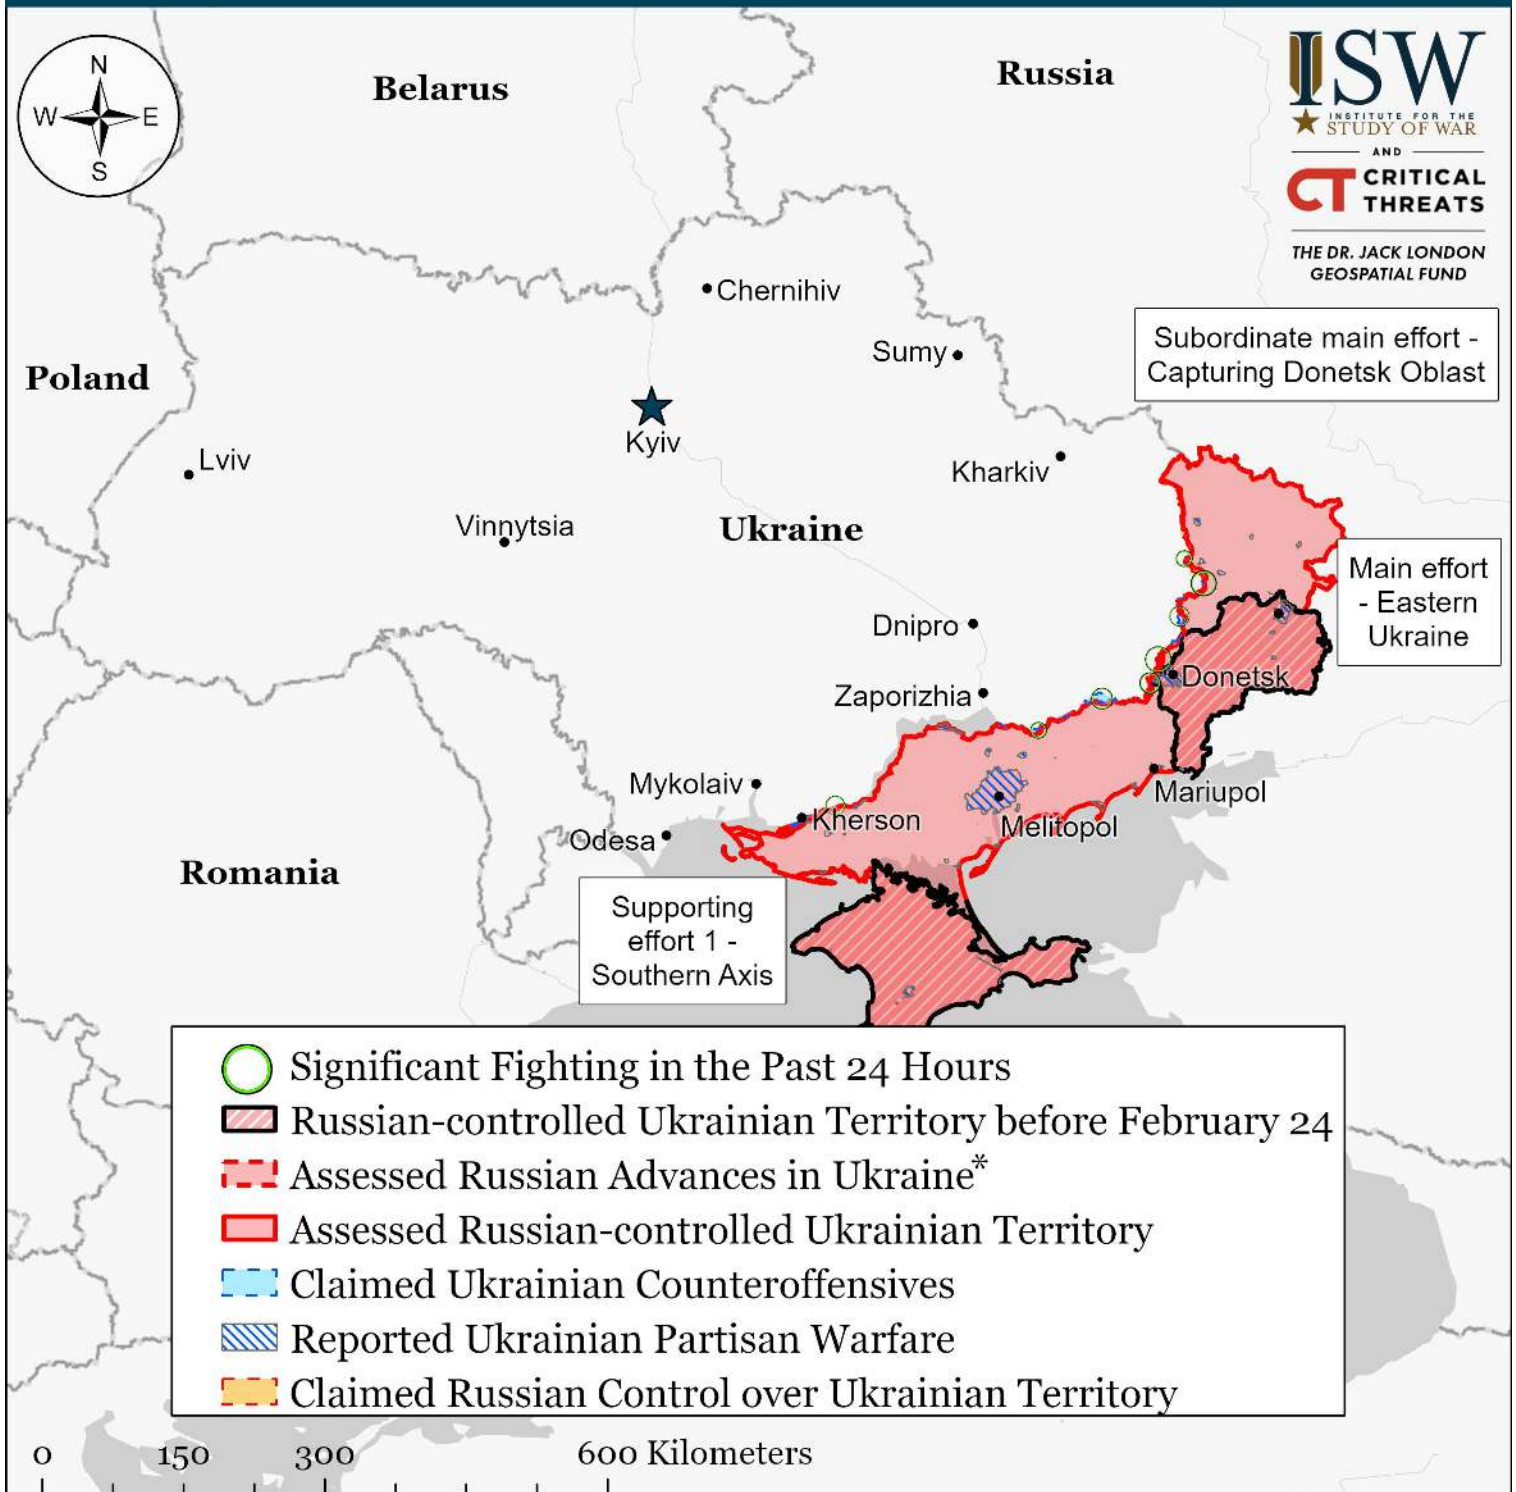 N
W E
S
Belarus
Russia
ISW
INSTITUTE FOR THE
STUDY OF WAR
AND
CT CRITICAL
THREATS
THE DR. JACK LONDON
GEOSPATIAL FUND
Chernihiv
Subordinate main effort -
Capturing Donetsk Oblast
Sumy
Poland
Kyiv
Lviv
Kharkiv
Vinnytsia
Ukraine
Main effort
- Eastern
Ukraine
Dnipro
Donetsk
Zaporizhia
Mykolaiv
Mariupol
Kherson
Melitopol
Odesa
Romania
Supporting
effort 1 -
Southern Axis
Significant Fighting in the Past 24 Hours
Russian-controlled Ukrainian Territory before February 24
Assessed Russian Advances in Ukraine*
Assessed Russian-controlled Ukrainian Territory
Claimed Ukrainian Counteroffensives
Reported Ukrainian Partisan Warfare
Claimed Russian Control over Ukrainian Territory
0 150 300 600 Kilometers